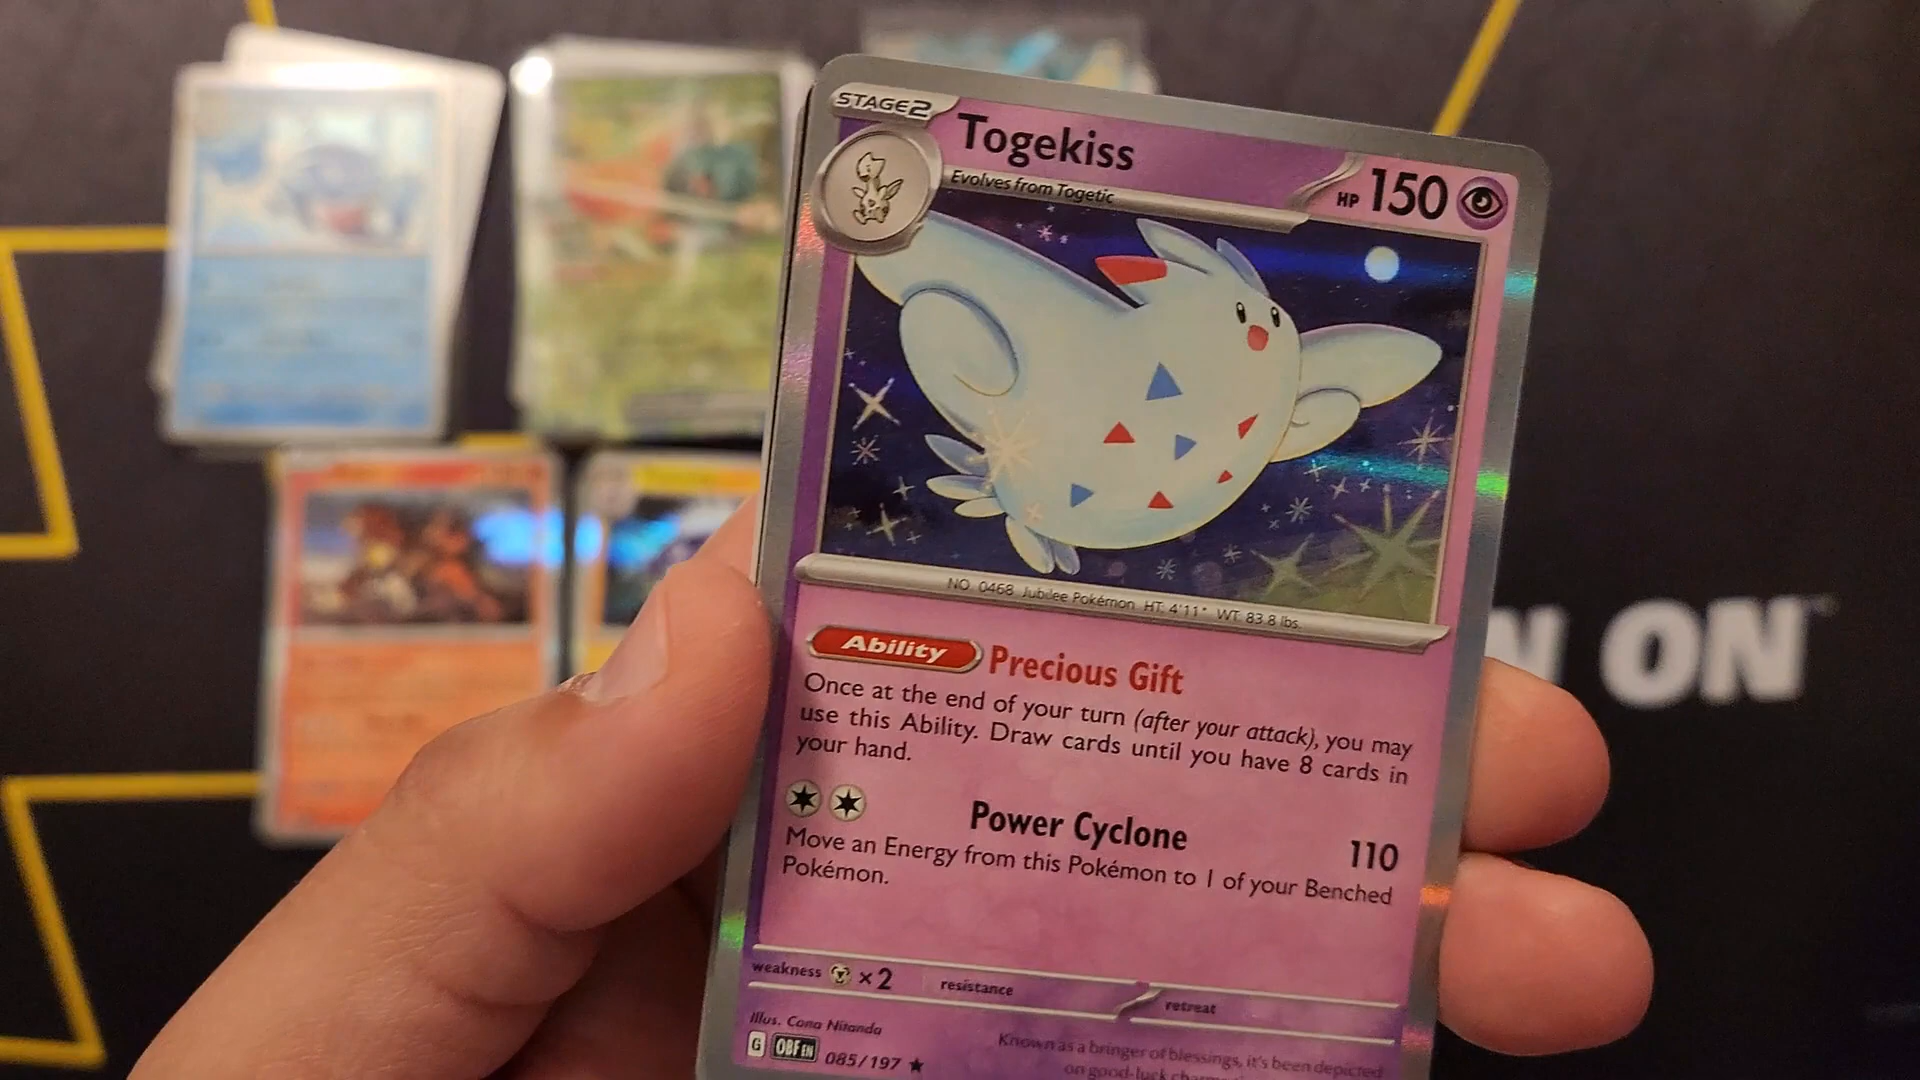 STAGE2
Togekiss
HP 150
Evolves from Togetic
NO. 0468 Jubilee Pokémon HT: 4'11" WT: 83.8 lbs.
Ability Precious Gift
Once at the end of your turn (after your attack), you may
use this Ability. Draw cards until you have 8 cards in
your hand.
Power Cyclone 110
Move an Energy from this Pokémon to 1 of your Benched
Pokémon.
weakness ×2 resistance retreat
Illus. Cona Nitanda
G OBF EN 085/197 ★
Known as a bringer of blessings, it's been depicted
on good-luck
N ON™